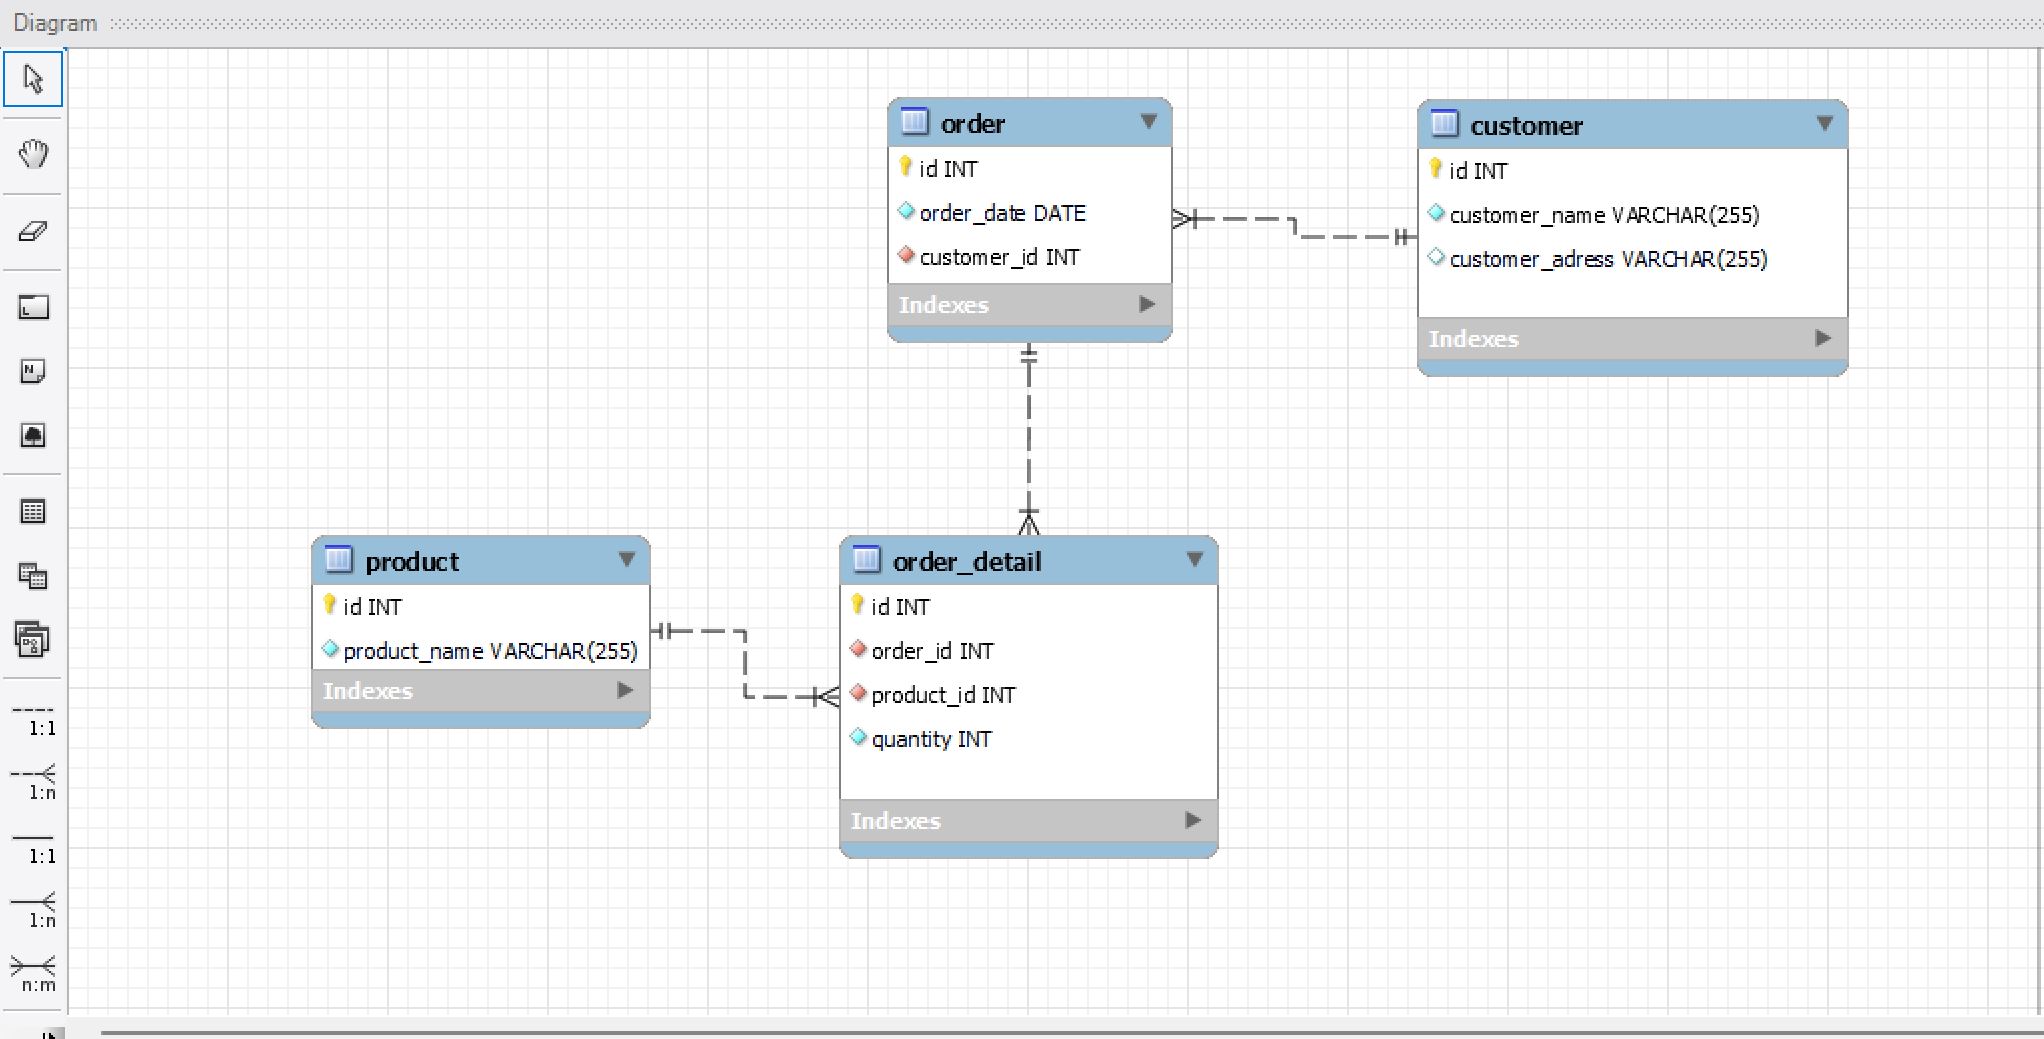 Diagram
order
id INT
order_date DATE
customer_id INT
Indexes
customer
id INT
customer_name VARCHAR(255)
customer_adress VARCHAR(255)
Indexes
product
id INT
product_name VARCHAR(255)
Indexes
order_detail
id INT
order_id INT
product_id INT
quantity INT
Indexes
N
1:1
1:n
1:1
1:n
n:m